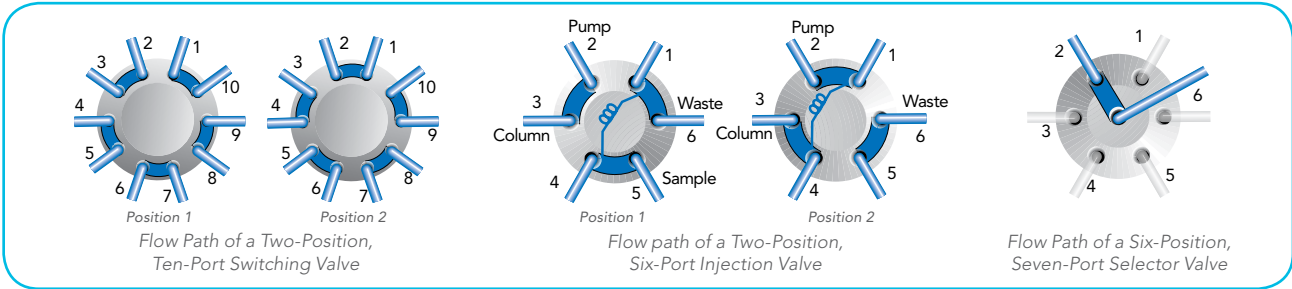 2 1
3 10
4 9
5 8
6 7
Position 1
2 1
3 10
4 9
5 8
6 7
Position 2
Flow Path of a Two-Position,
Ten-Port Switching Valve
Pump
2 1
3 Waste
Column 6
4 5 Sample
Position 1
Pump
2 1
3 Waste
Column 6
4 5
Position 2
Flow path of a Two-Position,
Six-Port Injection Valve
1
2
6
3
4 5
Flow Path of a Six-Position,
Seven-Port Selector Valve